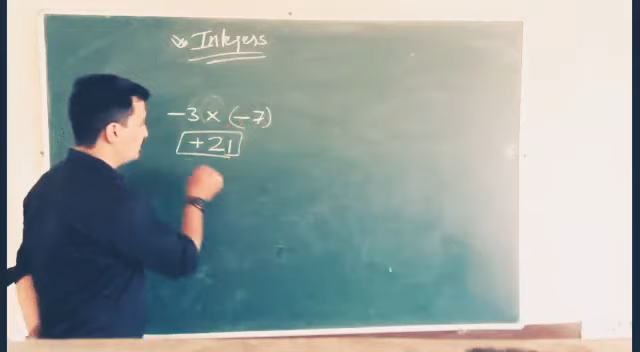 Integers
-3 × (-7)
+21